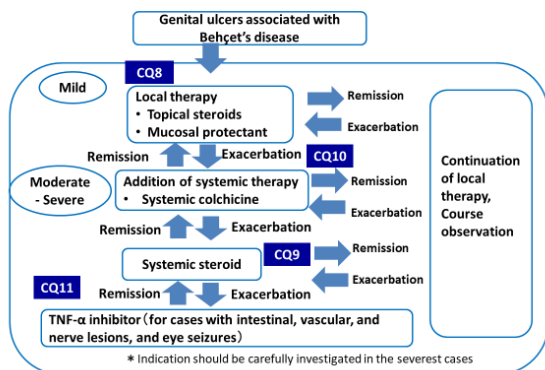 Genital ulcers associated with
Behçet's disease
CQ8
Mild
Local therapy
• Topical steroids
• Mucosal protectant
Remission
Exacerbation
Remission
Exacerbation
CQ10
Continuation
of local
therapy,
Course
observation
Moderate
- Severe
Addition of systemic therapy
• Systemic colchicine
Remission
Exacerbation
Remission
Exacerbation
CQ9
Systemic steroid
Remission
Exacerbation
CQ11
Remission
Exacerbation
TNF-α inhibitor(for cases with intestinal, vascular, and
nerve lesions, and eye seizures)
* Indication should be carefully investigated in the severest cases